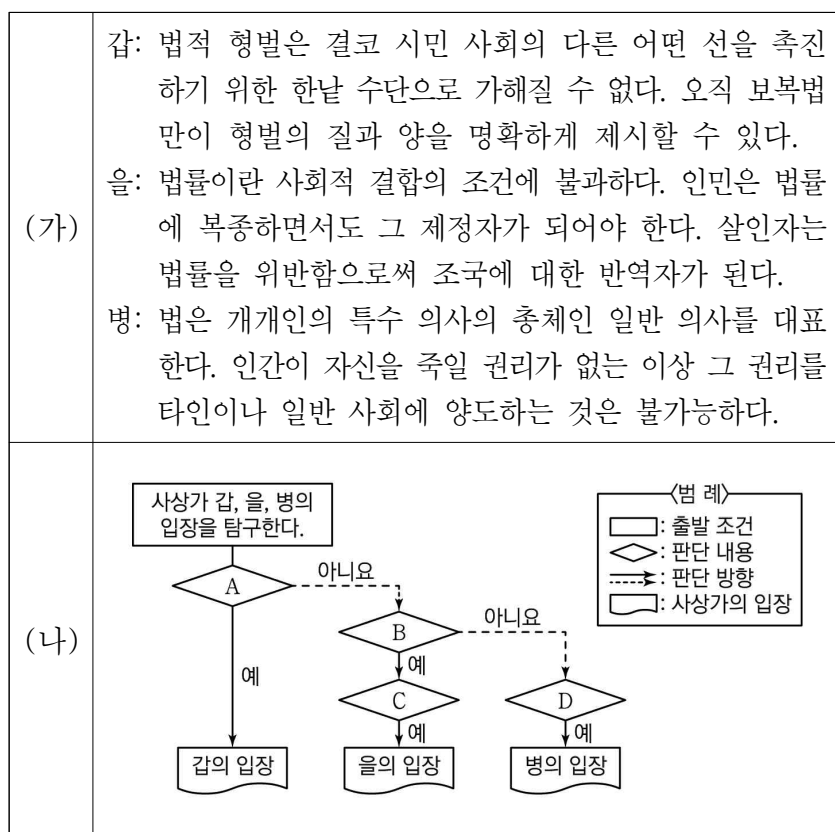 갑: 법적 형벌은 결코 시민 사회의 다른 어떤 선을 촉진
하기 위한 한낱 수단으로 가해질 수 없다. 오직 보복법
만이 형벌의 질과 양을 명확하게 제시할 수 있다.
을: 법률이란 사회적 결합의 조건에 불과하다. 인민은 법률
(가)
에 복종하면서도 그 제정자가 되어야 한다. 살인자는
법률을 위반함으로써 조국에 대한 반역자가 된다.
병: 법은 개개인의 특수 의사의 총체인 일반 의사를 대표
한다. 인간이 자신을 죽일 권리가 없는 이상 그 권리를
타인이나 일반 사회에 양도하는 것은 불가능하다.
(나)
사상가 갑, 을, 병의
입장을 탐구한다.
A
아니요
예
B
아니요
예
C
예
D
예
갑의 입장
을의 입장
병의 입장
〈범 례〉
: 출발 조건
: 판단 내용
: 판단 방향
: 사상가의 입장